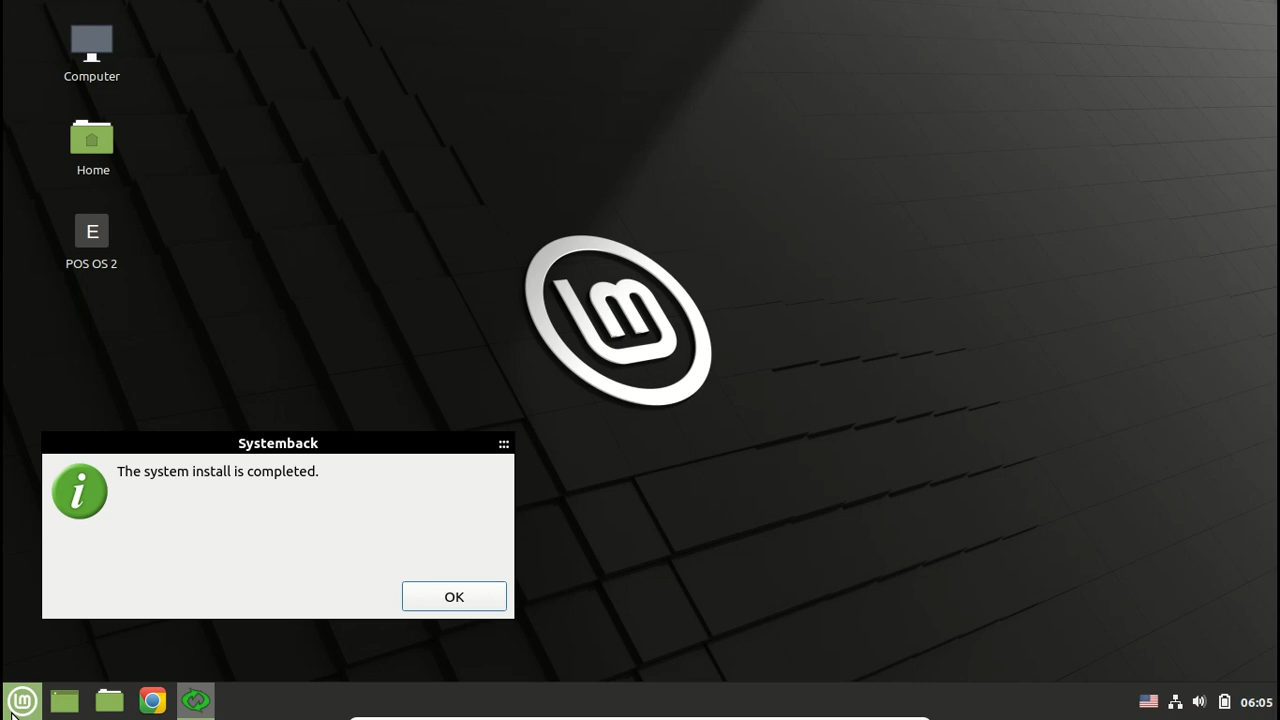 Computer
Home
E
POS OS 2
Systemback
The system install is completed.
OK
06:05